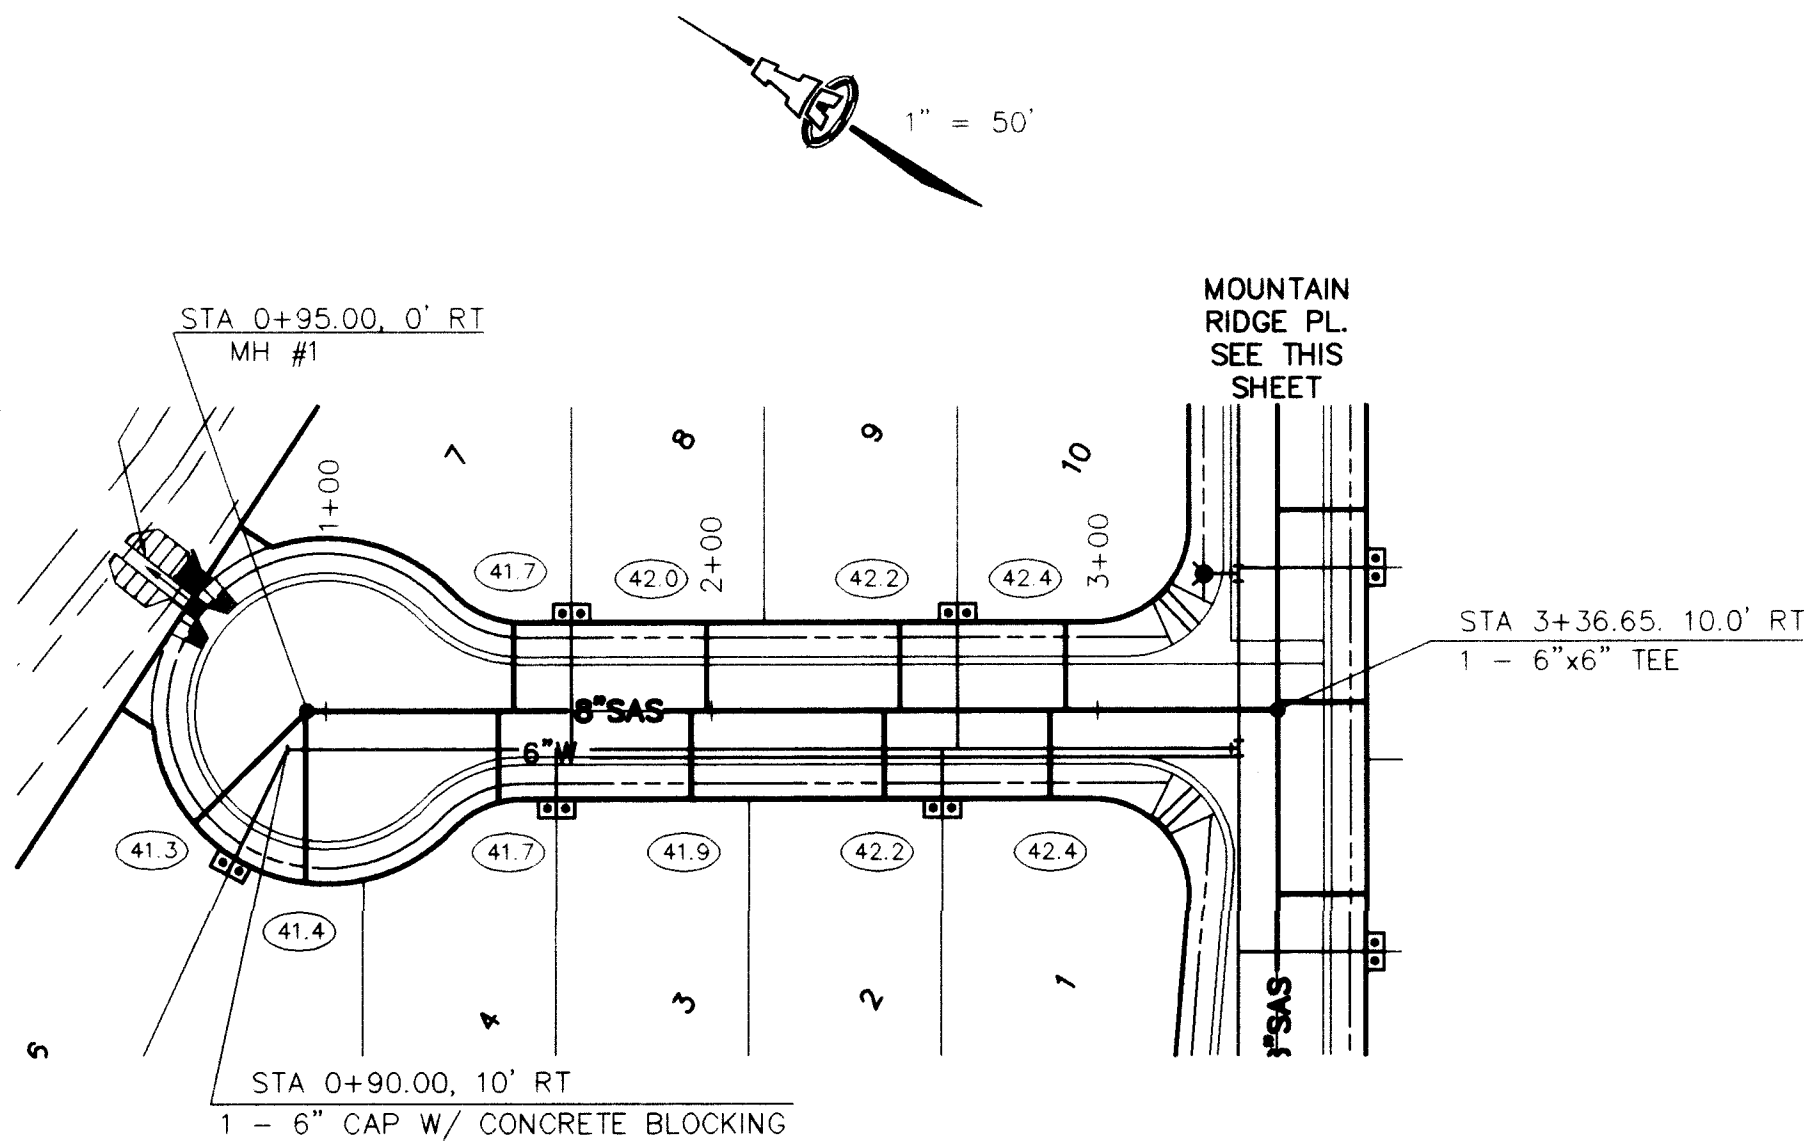 1" = 50'
MOUNTAIN
RIDGE PL.
SEE THIS
SHEET
STA 0+95.00, 0' RT
MH #1
7
8
9
10
1+00
2+00
3+00
41.7
42.0
42.2
42.4
STA 3+36.65. 10.0' RT
1 - 6"x6" TEE
8"SAS
6"W
41.3
41.7
41.9
42.2
42.4
41.4
5
4
3
2
1
8"SAS
STA 0+90.00, 10' RT
1 - 6" CAP W/ CONCRETE BLOCKING